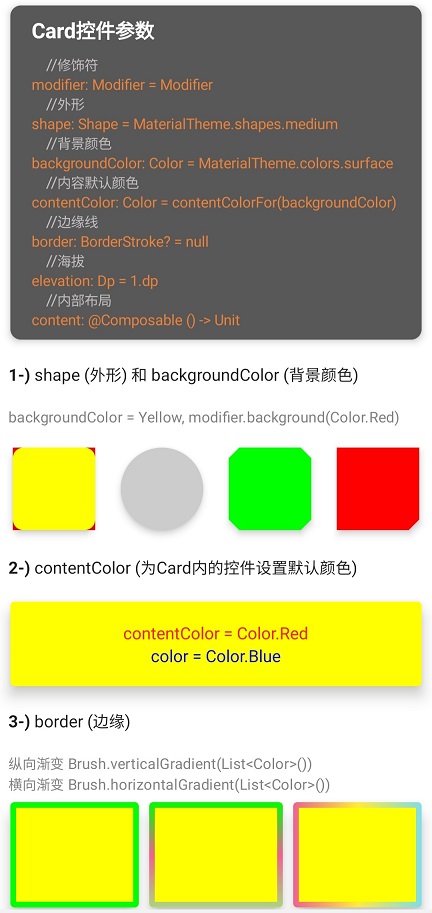 Card控件参数
//修饰符
modifier: Modifier = Modifier
//外形
shape: Shape = MaterialTheme.shapes.medium
//背景颜色
backgroundColor: Color = MaterialTheme.colors.surface
//内容默认颜色
contentColor: Color = contentColorFor(backgroundColor)
//边缘线
border: BorderStroke? = null
//海拔
elevation: Dp = 1.dp
//内部布局
content: @Composable () -> Unit
1-) shape (外形) 和 backgroundColor (背景颜色)
backgroundColor = Yellow, modifier.background(Color.Red)
2-) contentColor (为Card内的控件设置默认颜色)
contentColor = Color.Red
color = Color.Blue
3-) border (边缘)
纵向渐变 Brush.verticalGradient(List<Color>())
横向渐变 Brush.horizontalGradient(List<Color>())